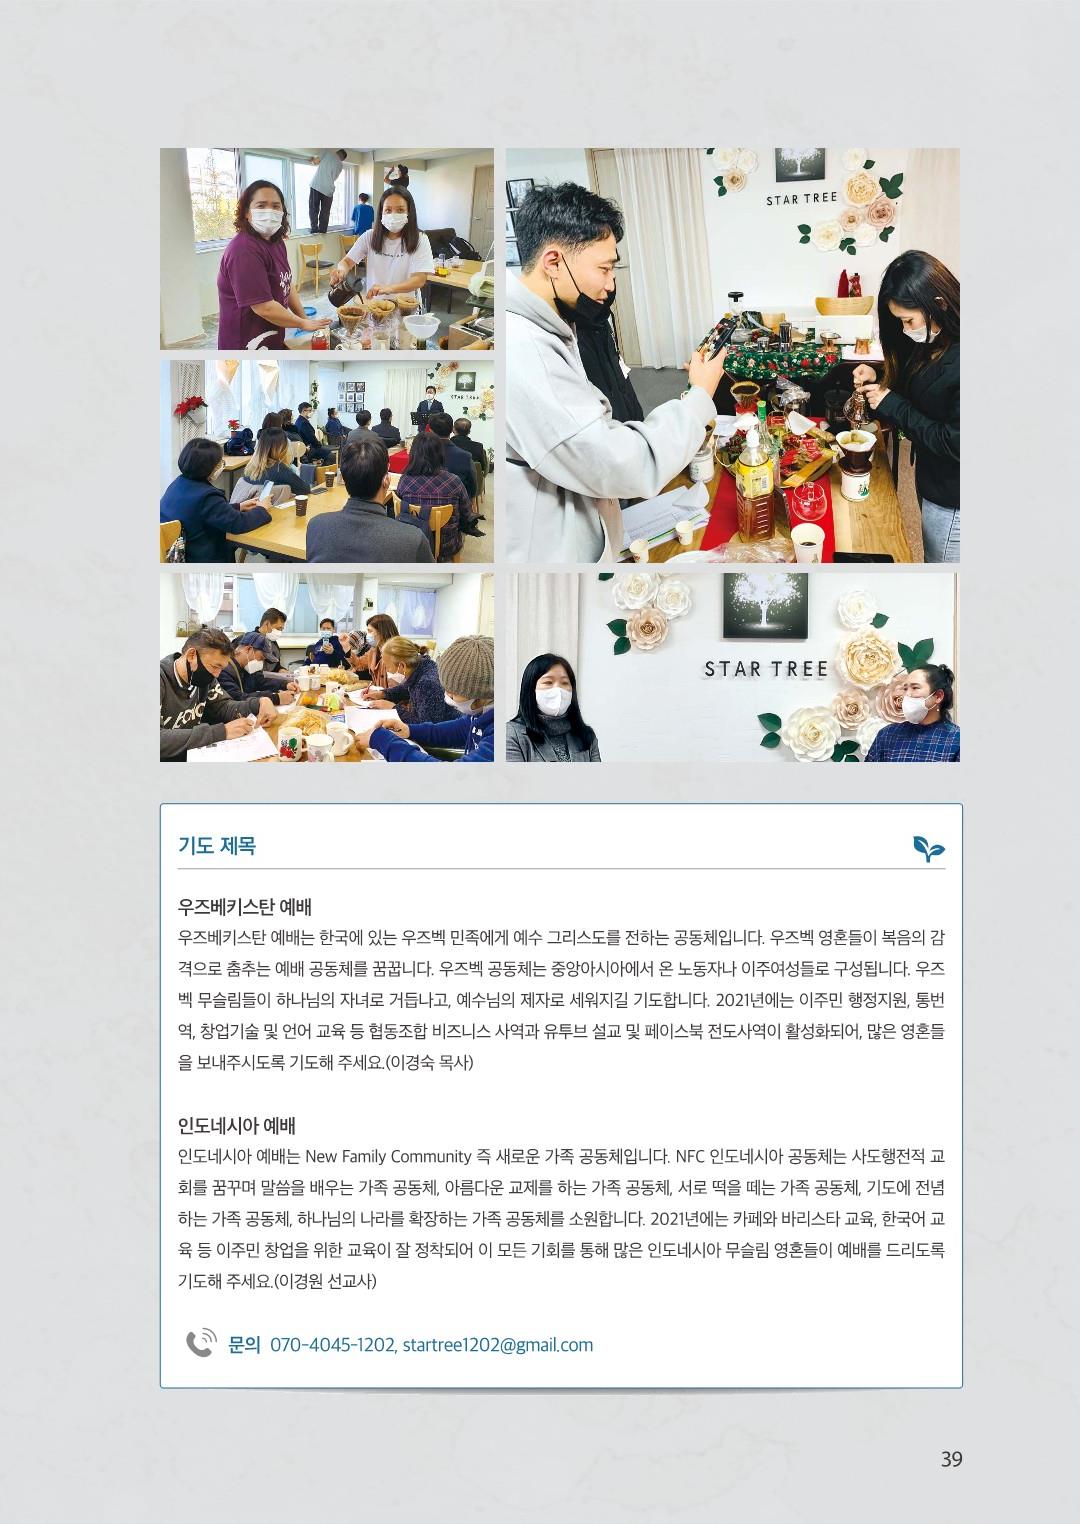 STAR TREE
STAR TREE
STAR TREE
기도 제목
우즈베키스탄 예배
우즈베키스탄 예배는 한국에 있는 우즈벡 민족에게 예수 그리스도를 전하는 공동체입니다. 우즈벡 영혼들이 복음의 감
격으로 춤추는 예배 공동체를 꿈꿉니다. 우즈벡 공동체는 중앙아시아에서 온 노동자나 이주여성들로 구성됩니다. 우즈
벡 무슬림들이 하나님의 자녀로 거듭나고, 예수님의 제자로 세워지길 기도합니다. 2021년에는 이주민 행정지원, 통번
역, 창업기술 및 언어 교육 등 협동조합 비즈니스 사역과 유투브 설교 및 페이스북 전도사역이 활성화되어, 많은 영혼들
을 보내주시도록 기도해 주세요.(이경숙 목사)
인도네시아 예배
인도네시아 예배는 New Family Community 즉 새로운 가족 공동체입니다. NFC 인도네시아 공동체는 사도행전적 교
회를 꿈꾸며 말씀을 배우는 가족 공동체, 아름다운 교제를 하는 가족 공동체, 서로 떡을 떼는 가족 공동체, 기도에 전념
하는 가족 공동체, 하나님의 나라를 확장하는 가족 공동체를 소원합니다. 2021년에는 카페와 바리스타 교육, 한국어 교
육 등 이주민 창업을 위한 교육이 잘 정착되어 이 모든 기회를 통해 많은 인도네시아 무슬림 영혼들이 예배를 드리도록
기도해 주세요.(이경원 선교사)
문의 070-4045-1202, startree1202@gmail.com
39